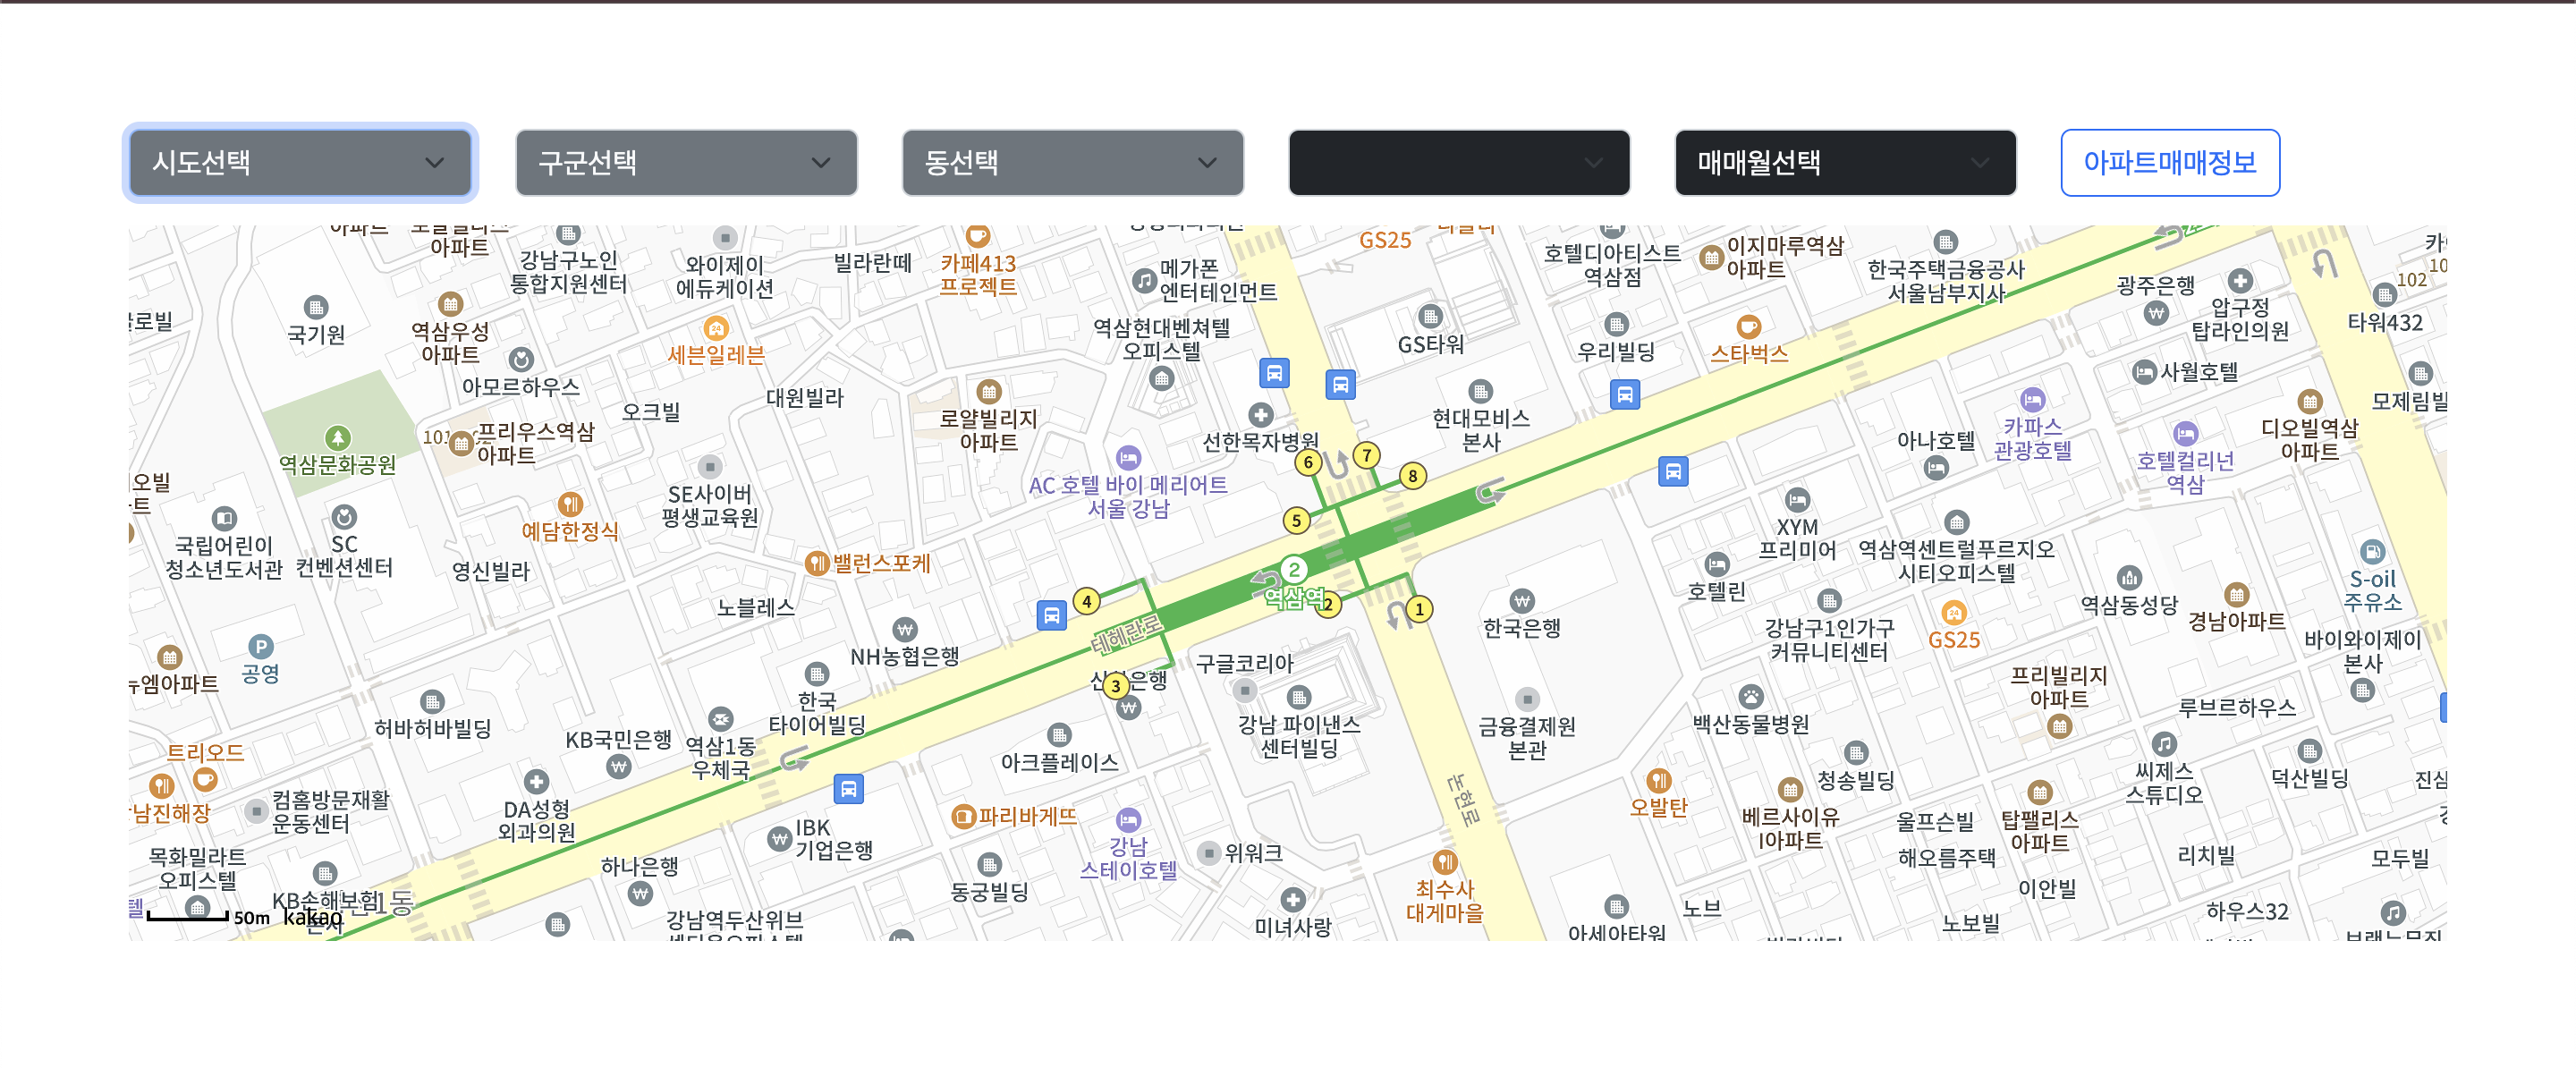 시도선택
구군선택
동선택
매매월선택
아파트매매정보
아파트
강남구노인
통합지원센터
와이제이
에듀케이션
빌라란떼
카페413
프로젝트
메가폰
엔터테인먼트
GS25
호텔디아티스트
역삼점
이지마루역삼
아파트
한국주택금융공사
서울남부지사
광주은행
압구정
탑라인의원
102
타워432
국기원
역삼우성
아파트
세븐일레븐
역삼현대벤쳐텔
오피스텔
GS타워
우리빌딩
스타벅스
아모르하우스
오크빌
대원빌라
사월호텔
모제림빌
프리우스역삼
아파트
로얄빌리지
아파트
선한목자병원
현대모비스
본사
아나호텔
카파스
관광호텔
호텔컬리넌
역삼
디오빌역삼
아파트
역삼문화공원
SE사이버
평생교육원
AC 호텔 바이 메리어트
서울 강남
6
7
8
5
예담한정식
국립어린이
청소년도서관
SC
컨벤션센터
영신빌라
밸런스포케
XYM
프리미어
역삼역센트럴푸르지오
시티오피스텔
S-oil
주유소
노블레스
4
2
역삼역
2
1
호텔린
역삼동성당
경남아파트
테헤란로
NH농협은행
한국은행
강남구1인가구
커뮤니티센터
GS25
바이와이제이
본사
P
공영
구글코리아
3
한국
타이어빌딩
허바허바빌딩
KB국민은행
역삼1동
우체국
아크플레이스
강남 파이낸스
센터빌딩
금융결제원
본관
백산동물병원
프리빌리지
아파트
루브르하우스
트리오드
컴홈방문재활
운동센터
DA성형
외과의원
논현로
오발탄
청송빌딩
씨제스
스튜디오
덕산빌딩
베르사이유
I아파트
울프슨빌
탑팰리스
아파트
IBK
기업은행
파리바게뜨
강남
스테이호텔
위워크
최수사
대게마을
목화밀라트
오피스텔
하나은행
동궁빌딩
해오름주택
리치빌
모두빌
이안빌
KB손해보험
50m
kakao
강남역두산위브
미녀사랑
아세아타워
노브
노보빌
하우스32